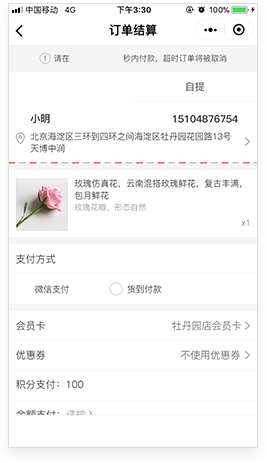 中国移动 4G 下午3:30 100%
订单结算
请在 秒内付款，超时订单将被取消
自提
小明 15104876754
北京海淀区三环到四环之间海淀区牡丹园花园路13号
天博中润
玫瑰仿真花，云南混搭玫瑰鲜花，复古丰满，
包月鲜花
玫瑰花瓣，形态自然
x1
支付方式
微信支付 货到付款
会员卡 牡丹园店会员卡
优惠券 不使用优惠券
积分支付：100
余额支付：请输入